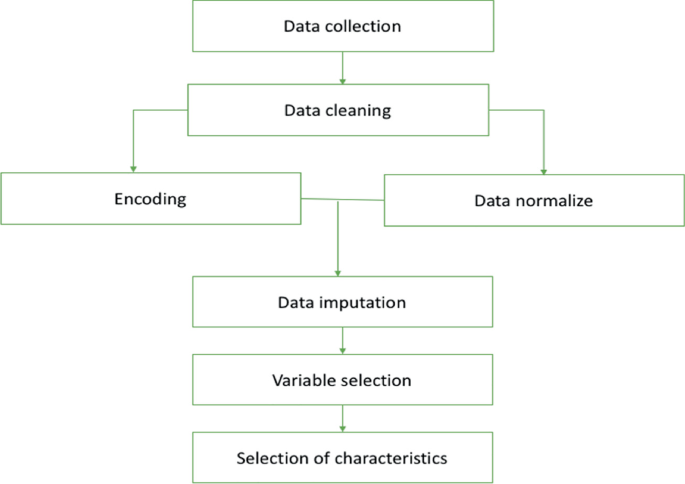 Data collection
Data cleaning
Encoding
Data normalize
Data imputation
Variable selection
Selection of characteristics